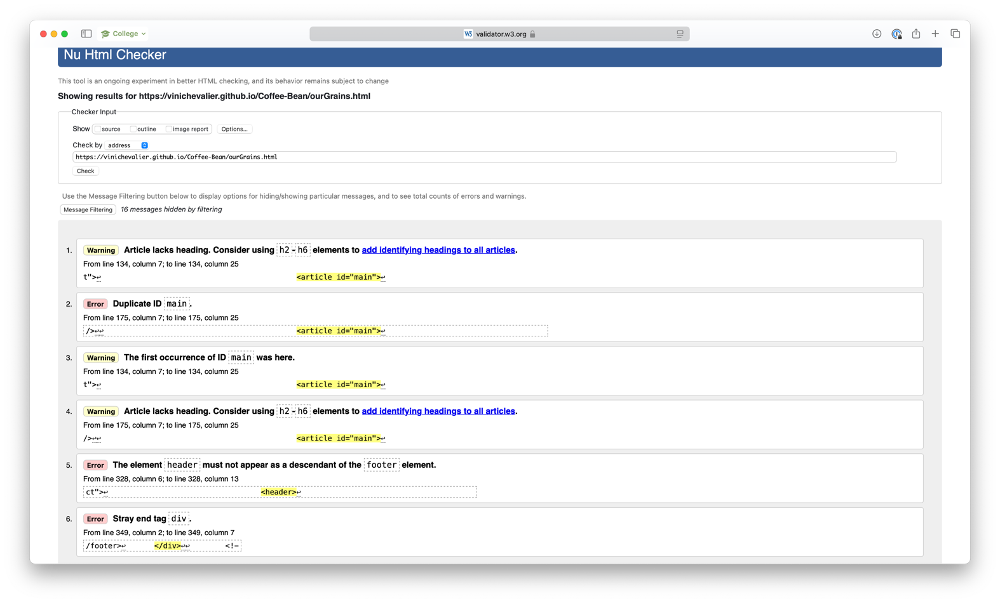 College
validator.w3.org
Nu Html Checker
This tool is an ongoing experiment in better HTML checking, and its behavior remains subject to change
Showing results for https://vinichevalier.github.io/Coffee-Bean/ourGrains.html
Checker Input
Show source outline image report Options...
Check by address
https://vinichevalier.github.io/Coffee-Bean/ourGrains.html
Check
Use the Message Filtering button below to display options for hiding/showing particular messages, and to see total counts of errors and warnings.
Message Filtering 16 messages hidden by filtering
1. Warning Article lacks heading. Consider using h2-h6 elements to add identifying headings to all articles.
From line 134, column 7; to line 134, column 25
t">↩ <article id="main">↩
2. Error Duplicate ID main.
From line 175, column 7; to line 175, column 25
/>↩↩ <article id="main">↩
3. Warning The first occurrence of ID main was here.
From line 134, column 7; to line 134, column 25
t">↩ <article id="main">↩
4. Warning Article lacks heading. Consider using h2-h6 elements to add identifying headings to all articles.
From line 175, column 7; to line 175, column 25
/>↩↩ <article id="main">↩
5. Error The element header must not appear as a descendant of the footer element.
From line 328, column 6; to line 328, column 13
ct">↩ <header>↩
6. Error Stray end tag div.
From line 349, column 2; to line 349, column 7
/footer>↩ </div>↩↩ <!—